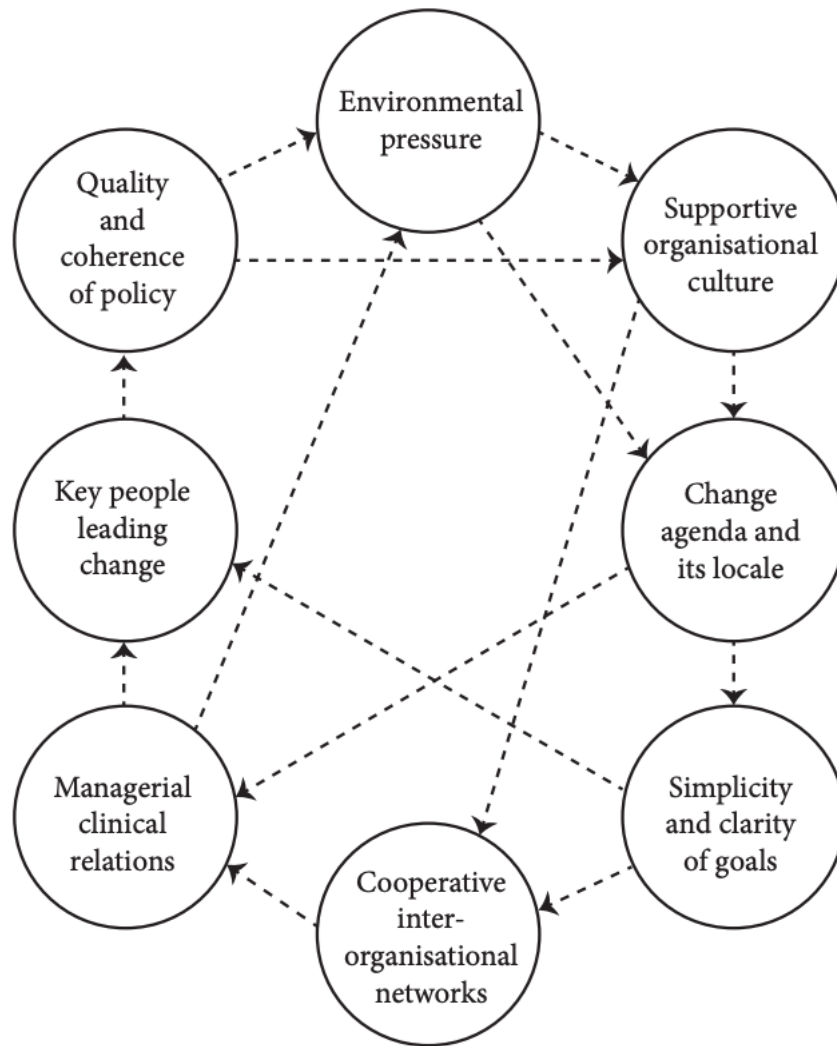 Environmental
pressure
Quality
and
coherence
of policy
Supportive
organisational
culture
Key people
leading
change
Change
agenda and
its locale
Managerial
clinical
relations
Simplicity
and clarity
of goals
Cooperative
inter-
organisational
networks